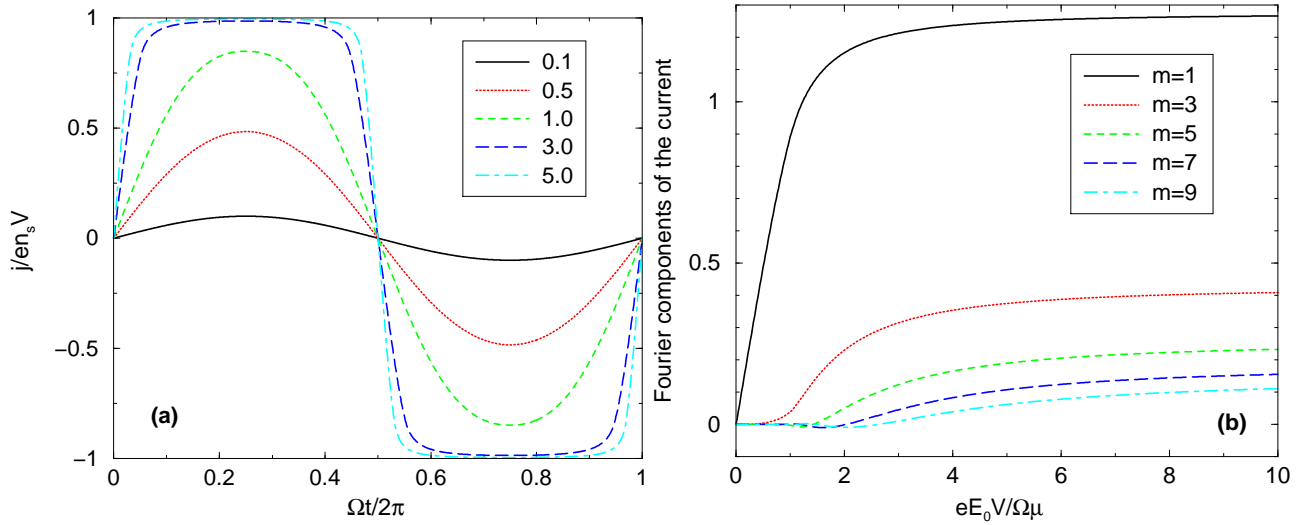 1
0.5
0
−0.5
−1
j/en_sV
0.1
0.5
1.0
3.0
5.0
(a)
0 0.2 0.4 0.6 0.8 1
Ωt/2π
Fourier components of the current
1
0.5
0
m=1
m=3
m=5
m=7
m=9
(b)
0 2 4 6 8 10
eE₀V/Ωμ